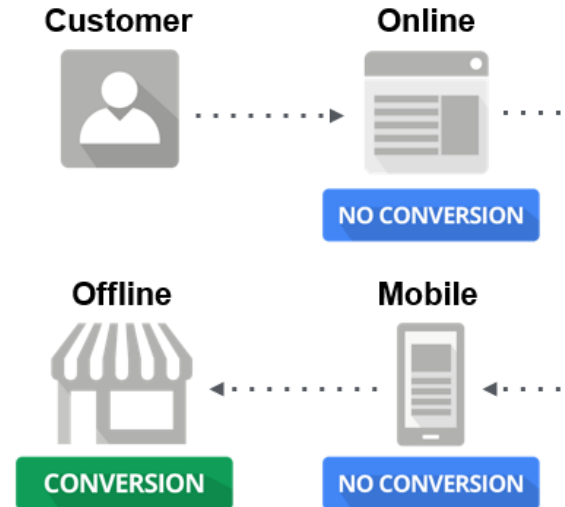 Customer
Online
NO CONVERSION
Offline
Mobile
CONVERSION
NO CONVERSION